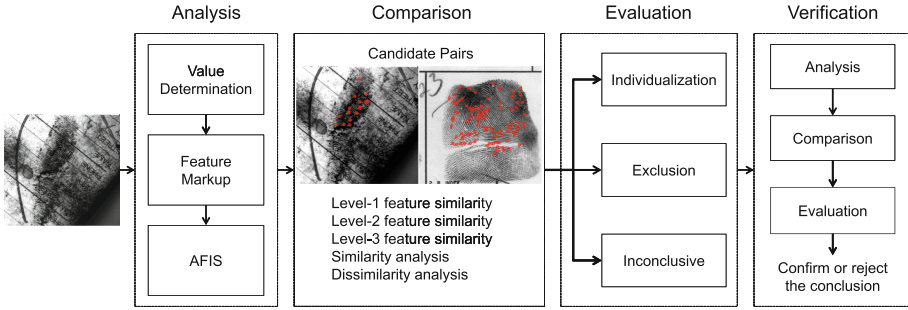 Analysis
Comparison
Evaluation
Verification
Value
Determination
Feature
Markup
AFIS
Candidate Pairs
23
Level-1 feature similarity
Level-2 feature similarity
Level-3 feature similarity
Similarity analysis
Dissimilarity analysis
Individualization
Exclusion
Inconclusive
Analysis
Comparison
Evaluation
Confirm or reject
the conclusion